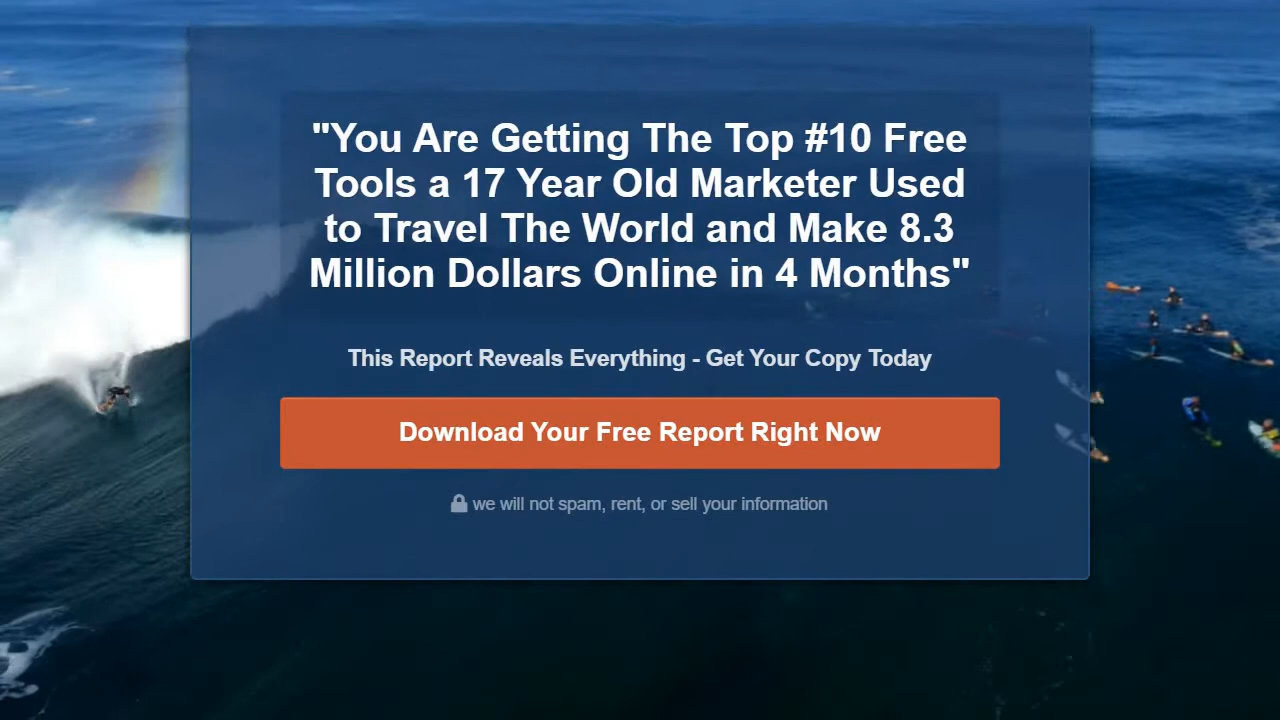 "You Are Getting The Top #10 Free
Tools a 17 Year Old Marketer Used
to Travel The World and Make 8.3
Million Dollars Online in 4 Months"
This Report Reveals Everything - Get Your Copy Today
Download Your Free Report Right Now
we will not spam, rent, or sell your information